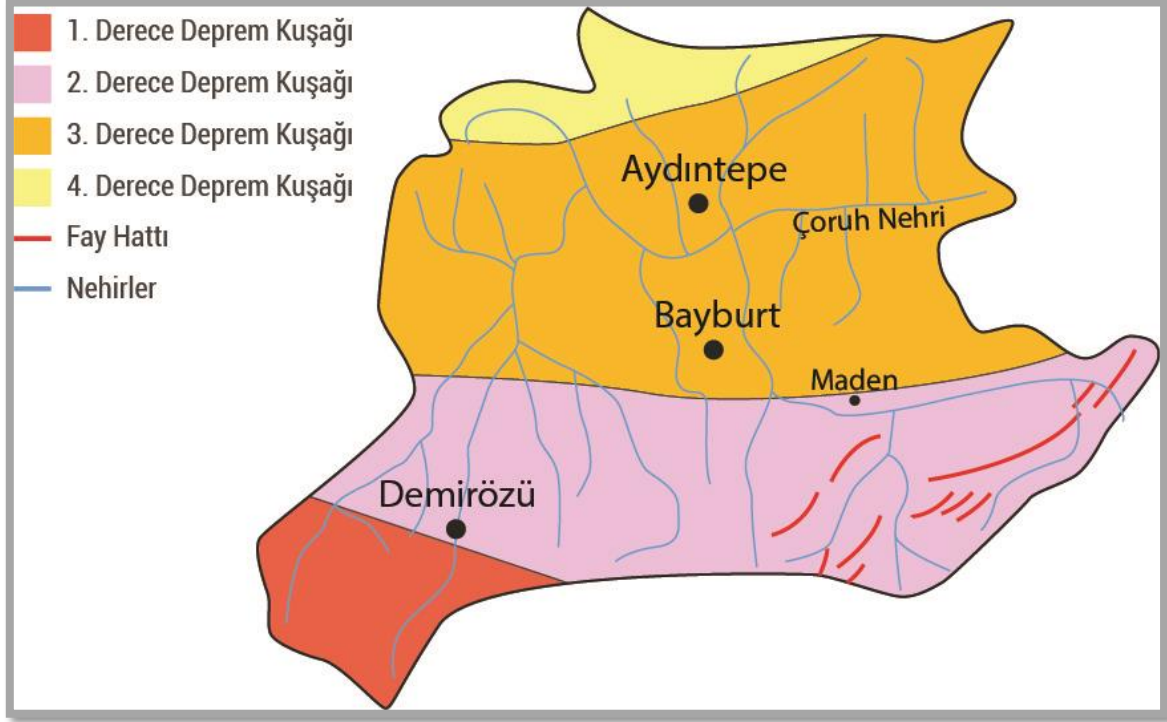 1. Derece Deprem Kuşağı
2. Derece Deprem Kuşağı
3. Derece Deprem Kuşağı
4. Derece Deprem Kuşağı
Fay Hattı
Nehirler
Aydıntepe
Çoruh Nehri
Bayburt
Maden
Demirözü